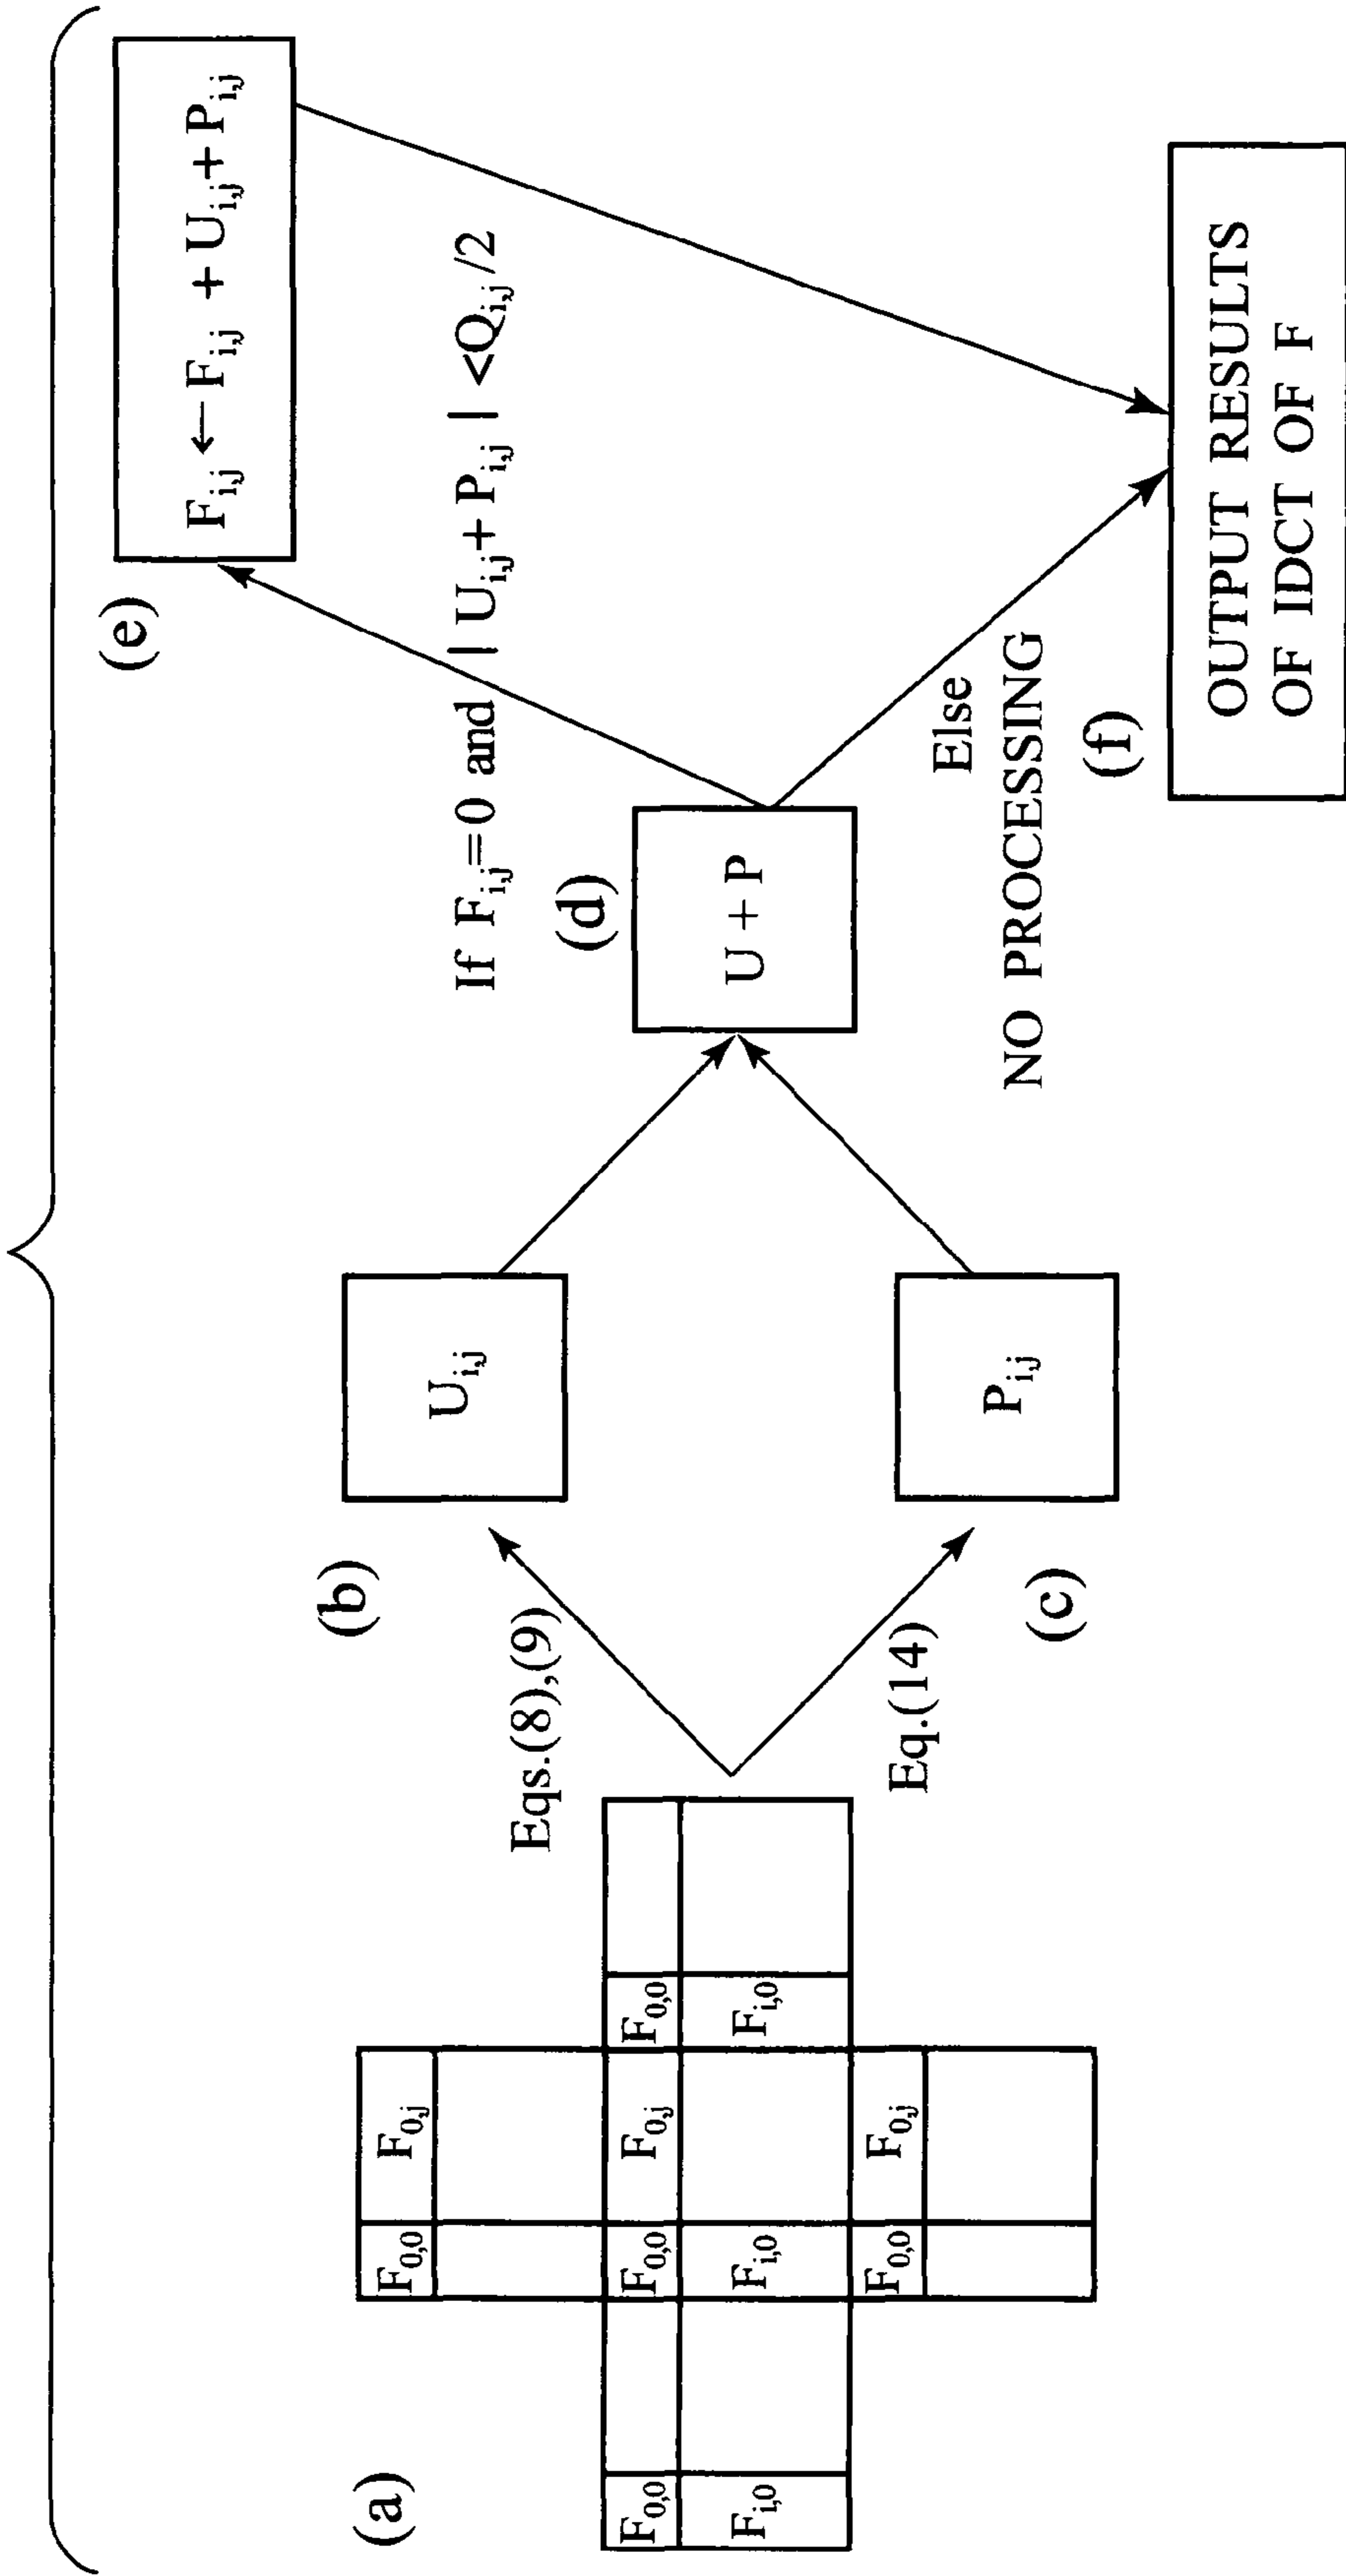 (a)
F0,0 F0,j
F0,0 F0,0 F0,j F0,0
Fi,0 Fi,0 Fi,0
F0,0 F0,j
Eqs.(8),(9)
Eq.(14)
(b)
Ui,j
(c)
Pi,j
(d)
U + P
If Fi,j=0 and | Ui,j+ Pi,j | <Qi,j/2
Else
NO PROCESSING
(e)
Fi,j ← Fi,j + Ui,j+ Pi,j
(f)
OUTPUT RESULTS
OF IDCT OF F